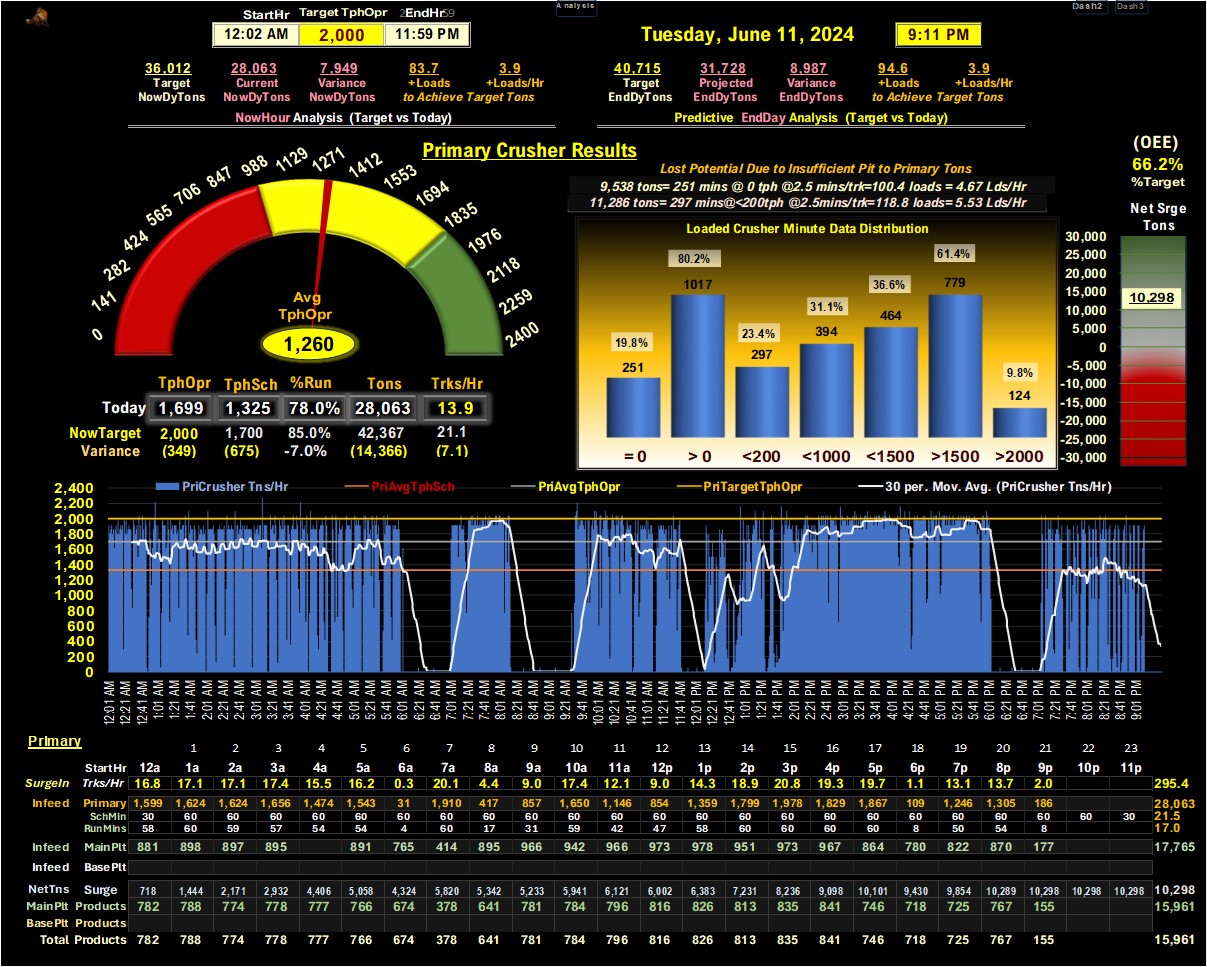 Analysis
Dash2 Dash3
StartHr Target TphOpr EndHr
12:02 AM 2,000 11:59 PM
Tuesday, June 11, 2024 9:11 PM
36,012 28,063 7,949 83.7 3.9
Target Current Variance +Loads +Loads/Hr
NowDyTons NowDyTons NowDyTons to Achieve Target Tons
NowHour Analysis (Target vs Today)
40,715 31,728 8,987 94.6 3.9
Target Projected Variance +Loads +Loads/Hr
EndDyTons EndDyTons EndDyTons to Achieve Target Tons
Predictive EndDay Analysis (Target vs Today)
(OEE)
66.2%
%Target
Net Srge
Tons
30,000
25,000
20,000
15,000
10,298
10,000
5,000
0
-5,000
-10,000
-15,000
-20,000
-25,000
-30,000
Primary Crusher Results
0 141 282 424 565 706 847 988 1129 1271 1412 1553 1694 1835 1976 2118 2259 2400
Avg
TphOpr
1,260
TphOpr TphSch %Run Tons Trks/Hr
Today 1,699 1,325 78.0% 28,063 13.9
NowTarget 2,000 1,700 85.0% 42,367 21.1
Variance (349) (675) -7.0% (14,366) (7.1)
Lost Potential Due to Insufficient Pit to Primary Tons
9,538 tons= 251 mins @ 0 tph @2.5 mins/trk=100.4 loads = 4.67 Lds/Hr
11,286 tons= 297 mins@<200tph @2.5mins/trk=118.8 loads= 5.53 Lds/Hr
Loaded Crusher Minute Data Distribution
19.8% 80.2% 23.4% 31.1% 36.6% 61.4% 9.8%
251 1017 297 394 464 779 124
= 0 > 0 <200 <1000 <1500 >1500 >2000
PriCrusher Tns/Hr PriAvgTphSch PriAvgTphOpr PriTargetTphOpr 30 per. Mov. Avg. (PriCrusher Tns/Hr)
2,400
2,200
2,000
1,800
1,600
1,400
1,200
1,000
800
600
400
200
0
12:01 AM 12:21 AM 12:41 AM 1:01 AM 1:21 AM 1:41 AM 2:01 AM 2:21 AM 2:41 AM 3:01 AM 3:21 AM 3:41 AM 4:01 AM 4:21 AM 4:41 AM 5:01 AM 5:21 AM 5:41 AM 6:01 AM 6:21 AM 6:41 AM 7:01 AM 7:21 AM 7:41 AM 8:01 AM 8:21 AM 8:41 AM 9:01 AM 9:21 AM 9:41 AM 10:01 AM 10:21 AM 10:41 AM 11:01 AM 11:21 AM 11:41 AM 12:01 PM 12:21 PM 12:41 PM 1:01 PM 1:21 PM 1:41 PM 2:01 PM 2:21 PM 2:41 PM 3:01 PM 3:21 PM 3:41 PM 4:01 PM 4:21 PM 4:41 PM 5:01 PM 5:21 PM 5:41 PM 6:01 PM 6:21 PM 6:41 PM 7:01 PM 7:21 PM 7:41 PM 8:01 PM 8:21 PM 8:41 PM 9:01 PM
Primary
1 2 3 4 5 6 7 8 9 10 11 12 13 14 15 16 17 18 19 20 21 22 23
StartHr 12a 1a 2a 3a 4a 5a 6a 7a 8a 9a 10a 11a 12p 1p 2p 3p 4p 5p 6p 7p 8p 9p 10p 11p
SurgeIn Trks/Hr 16.8 17.1 17.1 17.4 15.5 16.2 0.3 20.1 4.4 9.0 17.4 12.1 9.0 14.3 18.9 20.8 19.3 19.7 1.1 13.1 13.7 2.0 295.4
Infeed Primary 1,599 1,624 1,624 1,656 1,474 1,543 31 1,910 417 857 1,650 1,146 854 1,359 1,799 1,978 1,829 1,867 109 1,246 1,305 186 28,063
SchMin 30 60 60 60 60 60 60 60 60 60 60 60 60 60 60 60 60 60 60 60 60 60 60 30 21.5
RunMins 58 60 59 57 54 54 4 60 17 31 59 42 47 58 60 60 60 60 8 50 54 8 17.0
Infeed MainPlt 881 898 897 895 891 765 414 895 966 942 966 973 978 951 973 967 864 780 822 870 177 17,765
Infeed BasePlt
NetTns Surge 718 1,444 2,171 2,932 4,406 5,058 4,324 5,820 5,342 5,233 5,941 6,121 6,002 6,383 7,231 8,236 9,098 10,101 9,430 9,854 10,289 10,298 10,298 10,298 10,298
MainPlt Products 782 788 774 778 777 766 674 378 641 781 784 796 816 826 813 835 841 746 718 725 767 155 15,961
BasePlt Products
Total Products 782 788 774 778 777 766 674 378 641 781 784 796 816 826 813 835 841 746 718 725 767 155 15,961